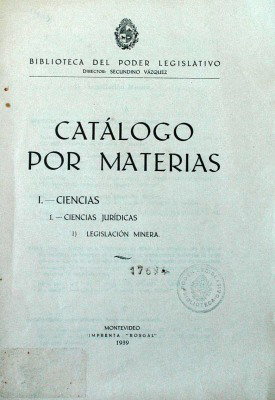 BIBLIOTECA DEL PODER LEGISLATIVO
DIRECTOR: SECUNDINO VÁZQUEZ
CATÁLOGO
POR MATERIAS
I.—CIENCIAS
1.—CIENCIAS JURÍDICAS
1) LEGISLACIÓN MINERA.
MONTEVIDEO
IMPRENTA "ROSGAL"
1939